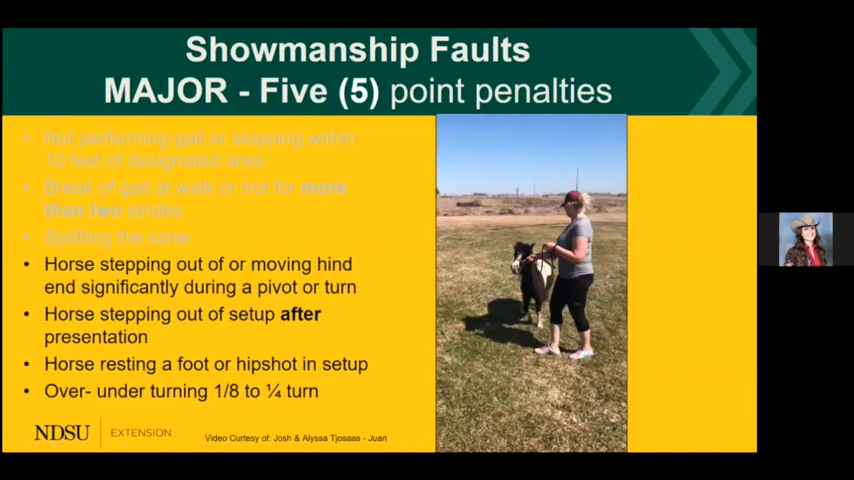 Showmanship Faults
MAJOR - Five (5) point penalties
• Not performing gait or stopping within
10 feet of designated area
• Break of gait at walk or trot for more
than two strides
• Splitting the cone
• Horse stepping out of or moving hind
end significantly during a pivot or turn
• Horse stepping out of setup after
presentation
• Horse resting a foot or hipshot in setup
• Over- under turning 1/8 to ¼ turn
NDSU EXTENSION
Video Curtesy of: Josh & Alyssa Tjosaas - Juan